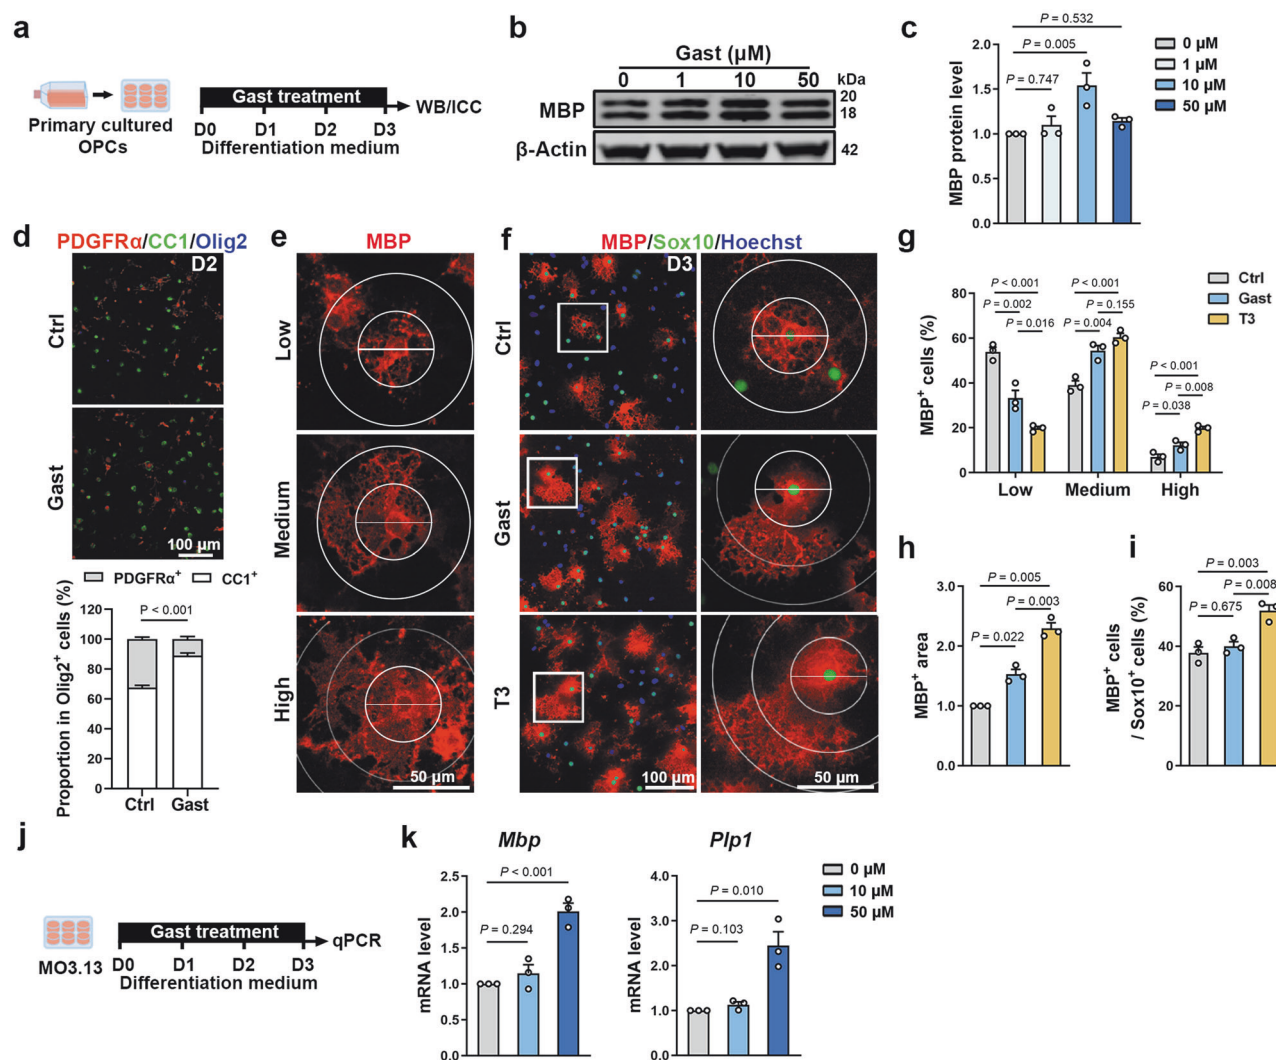 a
Primary cultured
OPCs
Gast treatment
D0 D1 D2 D3
Differentiation medium
WB/ICC
b
Gast (µM)
0 1 10 50 kDa
MBP
20
18
β-Actin
42
c
P = 0.532
P = 0.005
P = 0.747
MBP protein level
2.0
1.5
1.0
0.5
0.0
0 µM
1 µM
10 µM
50 µM
d
PDGFRα/CC1/Olig2
D2
Ctrl
Gast
100 µm
PDGFRα⁺ CC1⁺
P < 0.001
Proportion in Olig2⁺ cells (%)
120
100
80
60
40
20
0
Ctrl Gast
e
MBP
Low
Medium
High
50 µm
f
MBP/Sox10/Hoechst
D3
Ctrl
Gast
T3
100 µm
50 µm
g
Ctrl
Gast
T3
MBP⁺ cells (%)
80
60
40
20
0
P < 0.001
P = 0.002
P = 0.016
P < 0.001
P = 0.155
P = 0.004
P < 0.001
P = 0.008
P = 0.038
Low Medium High
h
P = 0.005
P = 0.003
P = 0.022
MBP⁺ area
3.0
2.0
1.0
0.0
i
P = 0.003
P = 0.008
P = 0.675
MBP⁺ cells
/ Sox10⁺ cells (%)
60
40
20
0
j
MO3.13
Gast treatment
D0 D1 D2 D3
Differentiation medium
qPCR
k
Mbp
P < 0.001
P = 0.294
mRNA level
2.5
2.0
1.5
1.0
0.5
0.0
Plp1
P = 0.010
P = 0.103
mRNA level
4.0
3.0
2.0
1.0
0.0
0 µM
10 µM
50 µM